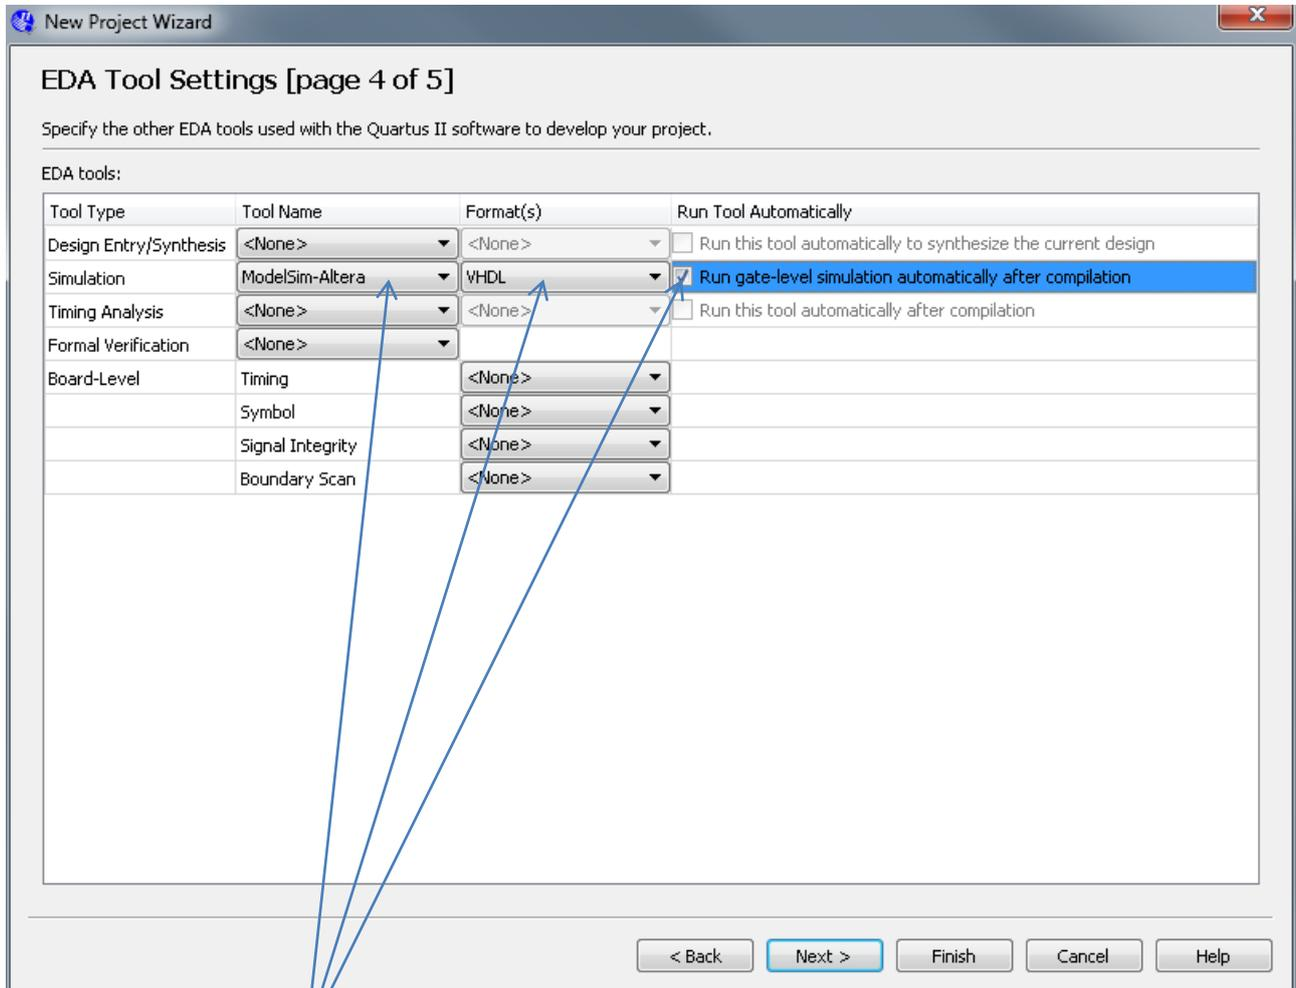 New Project Wizard
EDA Tool Settings [page 4 of 5]
Specify the other EDA tools used with the Quartus II software to develop your project.
EDA tools:
Tool Type Tool Name Format(s) Run Tool Automatically
Design Entry/Synthesis <None> <None> Run this tool automatically to synthesize the current design
Simulation ModelSim-Altera VHDL Run gate-level simulation automatically after compilation
Timing Analysis <None> <None> Run this tool automatically after compilation
Formal Verification <None>
Board-Level Timing <None>
Symbol <None>
Signal Integrity <None>
Boundary Scan <None>
< Back Next > Finish Cancel Help